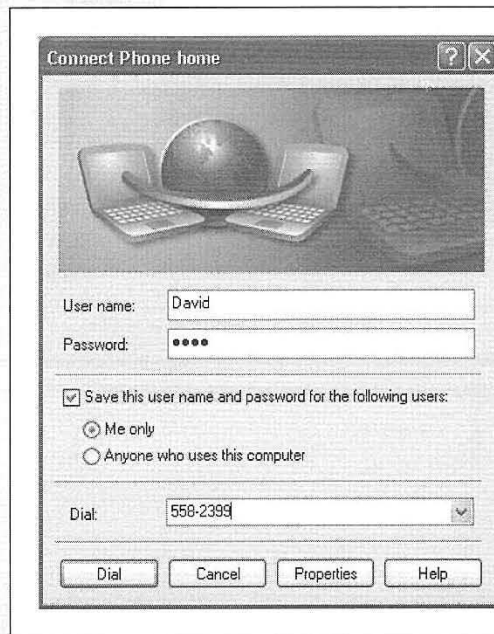 Connect Phone home
User name: David
Password: ••••
Save this user name and password for the following users:
Me only
Anyone who uses this computer
Dial: 558-2399
Dial Cancel Properties Help